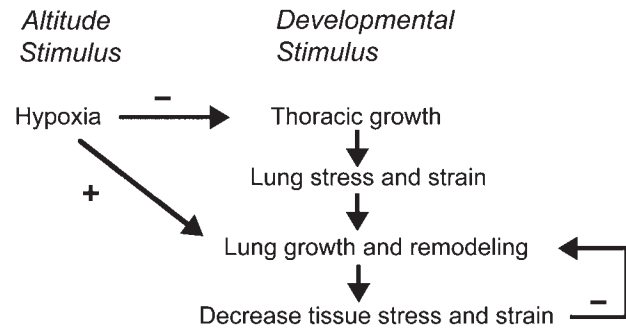 Altitude
Stimulus
Developmental
Stimulus
Hypoxia
−
Thoracic growth
+
Lung stress and strain
Lung growth and remodeling
Decrease tissue stress and strain
−